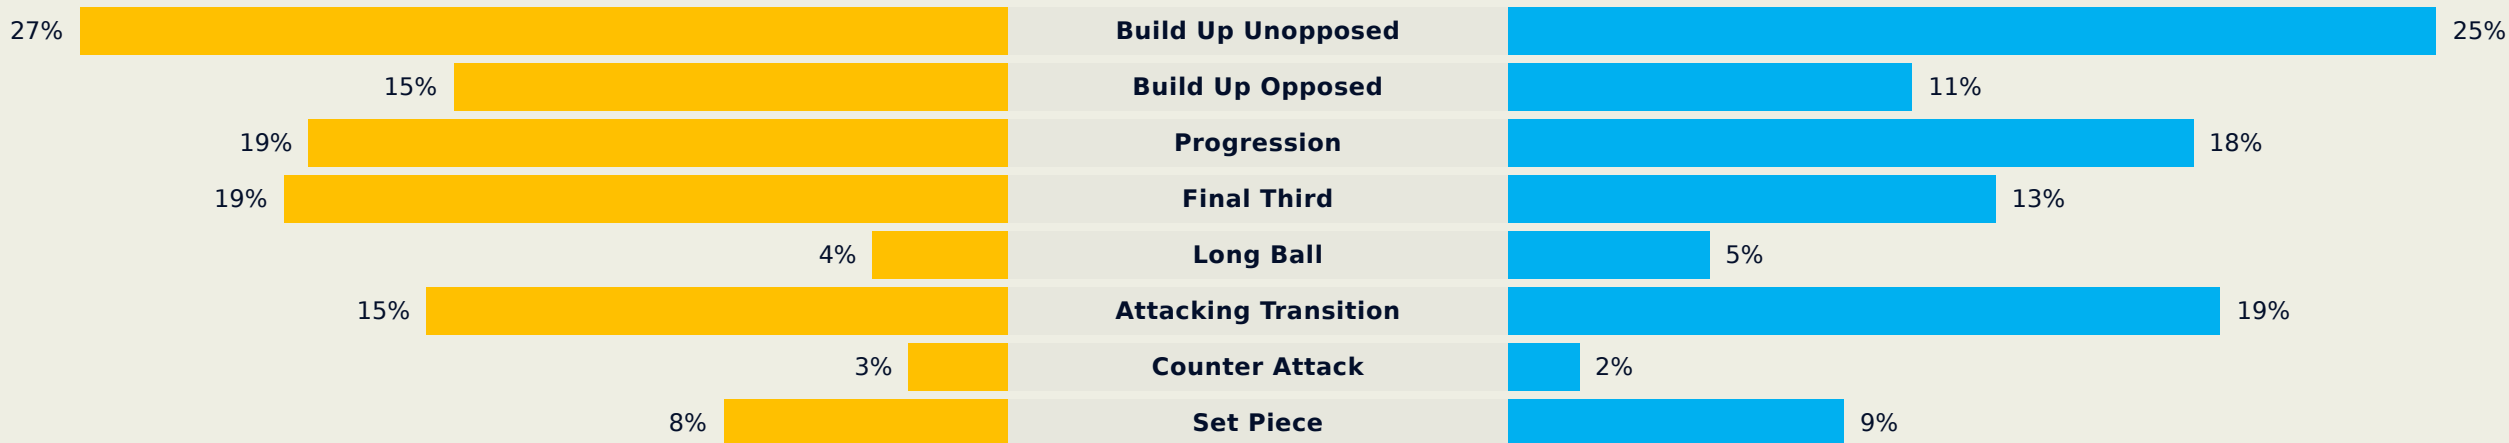 27% Build Up Unopposed 25%
15% Build Up Opposed 11%
19% Progression 18%
19% Final Third 13%
4% Long Ball 5%
15% Attacking Transition 19%
3% Counter Attack 2%
8% Set Piece 9%